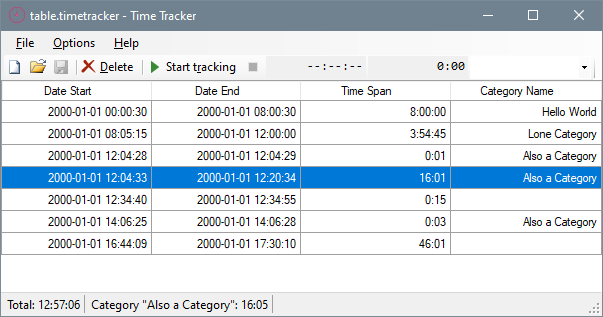 table.timetracker - Time Tracker
File Options Help
Delete Start tracking --:--:-- 0:00
Date Start Date End Time Span Category Name
2000-01-01 00:00:30 2000-01-01 08:00:30 8:00:00 Hello World
2000-01-01 08:05:15 2000-01-01 12:00:00 3:54:45 Lone Category
2000-01-01 12:04:28 2000-01-01 12:04:29 0:01 Also a Category
2000-01-01 12:04:33 2000-01-01 12:20:34 16:01 Also a Category
2000-01-01 12:34:40 2000-01-01 12:34:55 0:15
2000-01-01 14:06:25 2000-01-01 14:06:28 0:03 Also a Category
2000-01-01 16:44:09 2000-01-01 17:30:10 46:01
Total: 12:57:06 Category "Also a Category": 16:05